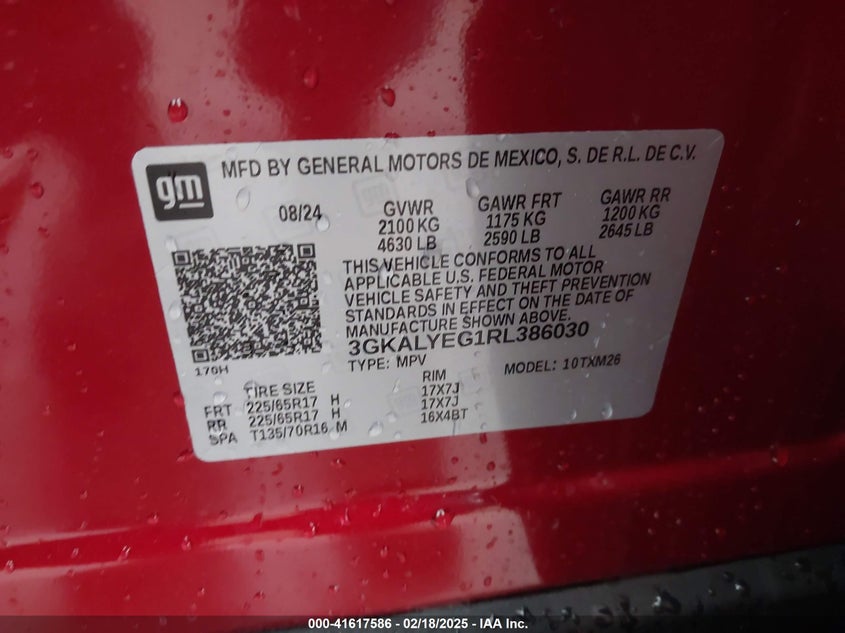 gm
MFD BY GENERAL MOTORS DE MEXICO, S. DE R.L. DE C.V.
08/24 GVWR GAWR FRT GAWR RR
2100 KG 1175 KG 1200 KG
4630 LB 2590 LB 2645 LB
THIS VEHICLE CONFORMS TO ALL
APPLICABLE U.S. FEDERAL MOTOR
VEHICLE SAFETY AND THEFT PREVENTION
STANDARDS IN EFFECT ON THE DATE OF
MANUFACTURE SHOWN ABOVE.
3GKALYEG1RL386030
170H
TYPE: MPV MODEL: 10TXM26
TIRE SIZE RIM
FRT 225/65R17 H 17X7J
RR 225/65R17 H 17X7J
SPA T135/70R16 M 16X4BT
000-41617586 - 02/18/2025 - IAA Inc.